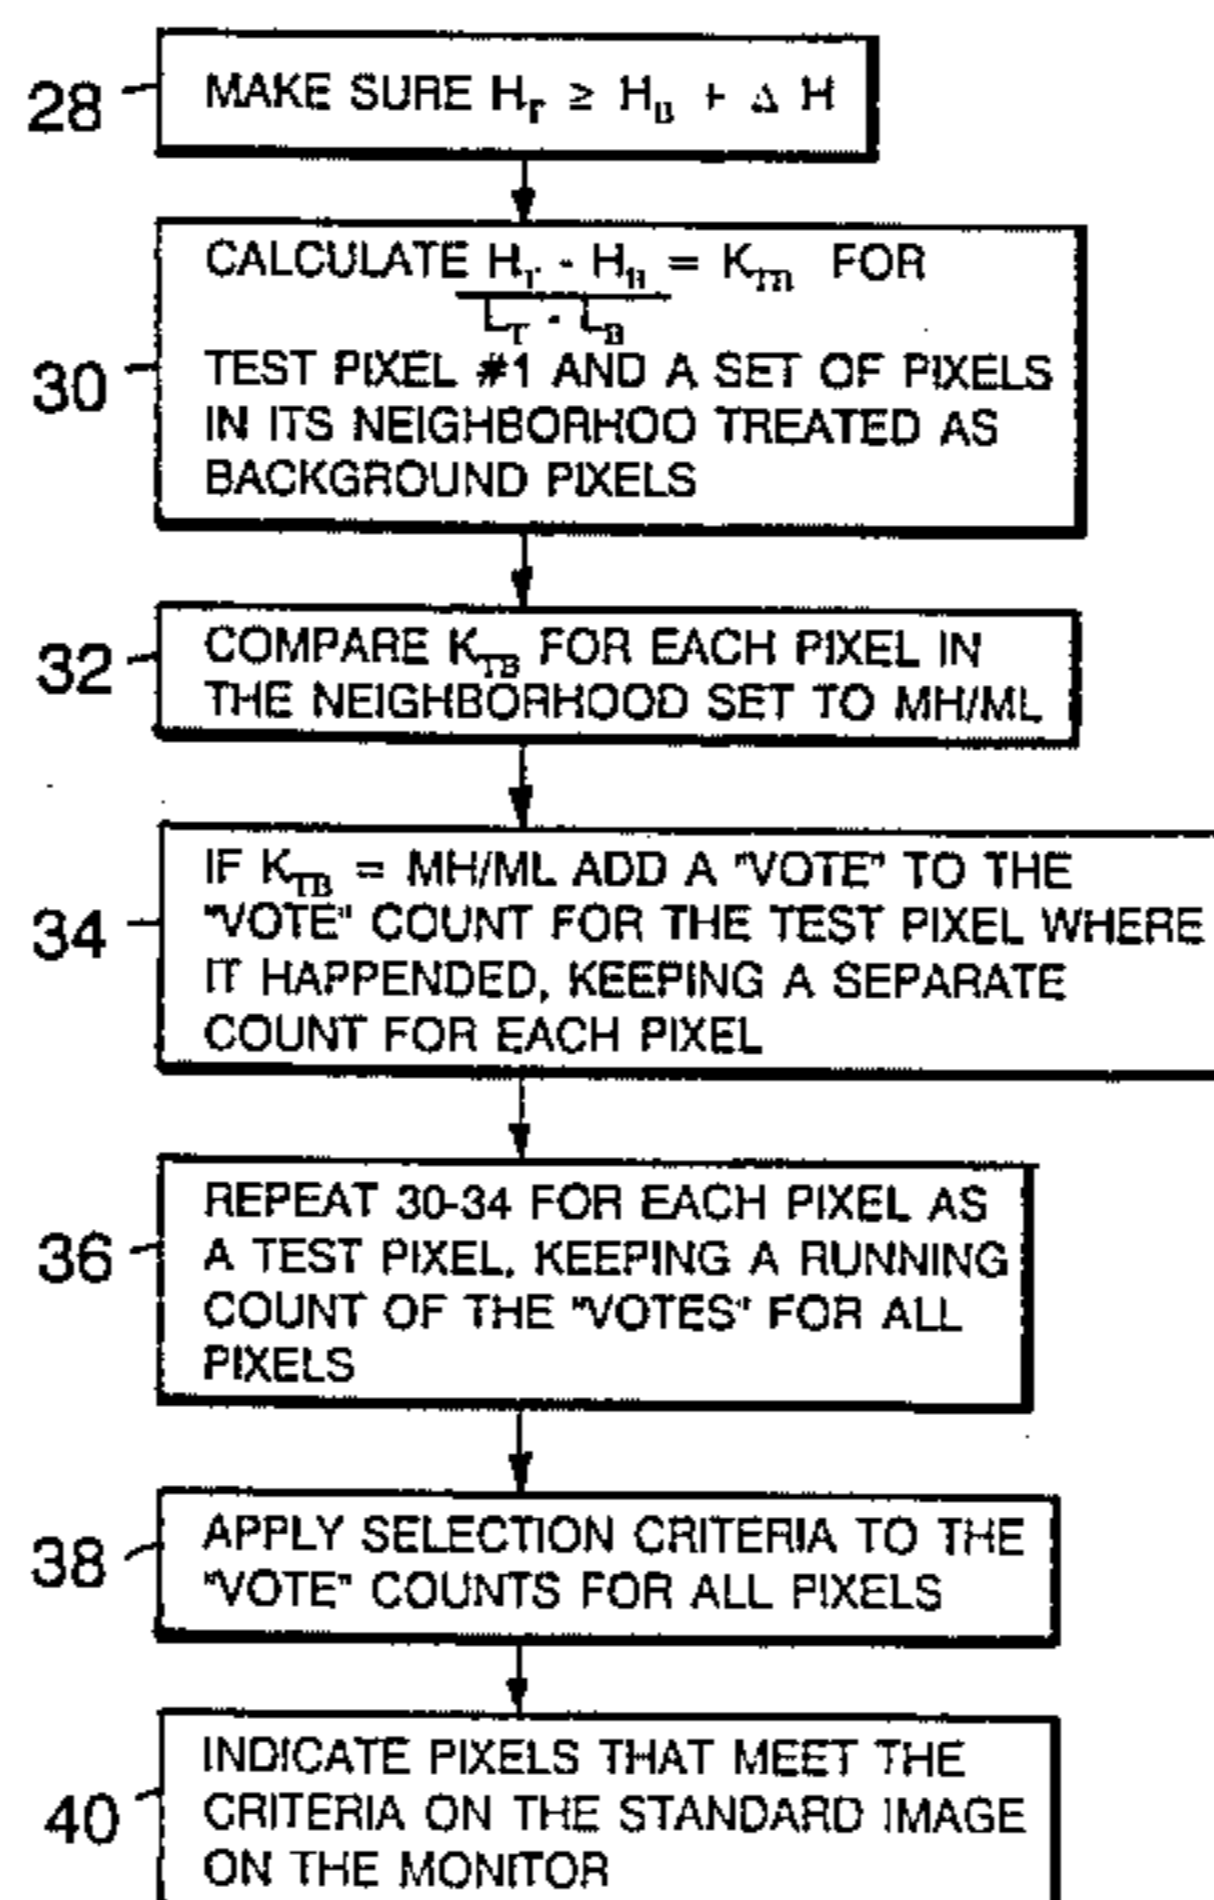 28
MAKE SURE H_T ≥ H_B + Δ H
30
CALCULATE H_T - H_B = K_TB FOR
L_T - L_B
TEST PIXEL #1 AND A SET OF PIXELS
IN ITS NEIGHBORHOO TREATED AS
BACKGROUND PIXELS
32
COMPARE K_TB FOR EACH PIXEL IN
THE NEIGHBORHOOD SET TO MH/ML
34
IF K_TB = MH/ML ADD A "VOTE" TO THE
"VOTE" COUNT FOR THE TEST PIXEL WHERE
IT HAPPENDED, KEEPING A SEPARATE
COUNT FOR EACH PIXEL
36
REPEAT 30-34 FOR EACH PIXEL AS
A TEST PIXEL, KEEPING A RUNNING
COUNT OF THE "VOTES" FOR ALL
PIXELS
38
APPLY SELECTION CRITERIA TO THE
"VOTE" COUNTS FOR ALL PIXELS
40
INDICATE PIXELS THAT MEET THE
CRITERIA ON THE STANDARD IMAGE
ON THE MONITOR